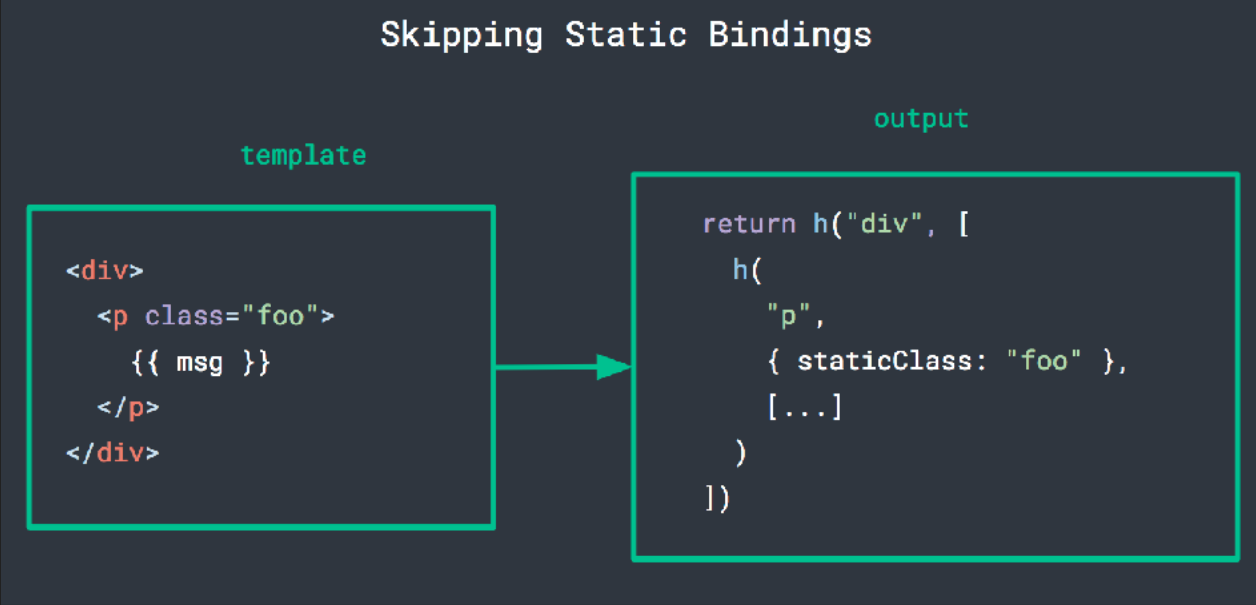 Skipping Static Bindings
template
<div>
  <p class="foo">
    {{ msg }}
  </p>
</div>
output
return h("div", [
  h(
    "p",
    { staticClass: "foo" },
    [...]
  )
])